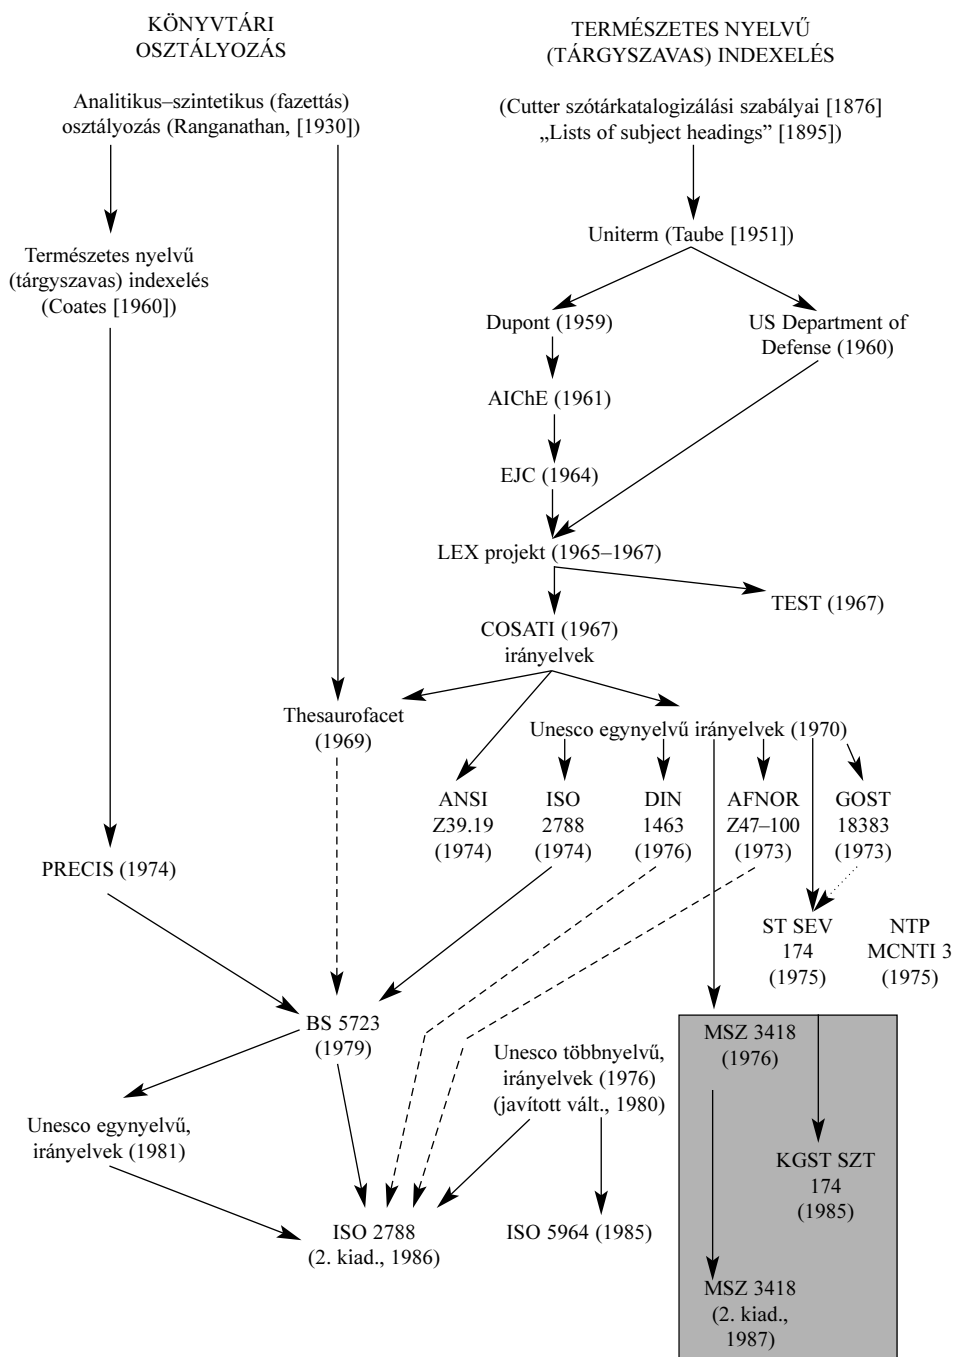 KÖNYVTÁRI
OSZTÁLYOZÁS
TERMÉSZETES NYELVŰ
(TÁRGYSZAVAS) INDEXELÉS
Analitikus–szintetikus (fazettás)
osztályozás (Ranganathan, [1930])
(Cutter szótárkatalogizálási szabályai [1876]
„Lists of subject headings” [1895])
Természetes nyelvű
(tárgyszavas) indexelés
(Coates [1960])
Uniterm (Taube [1951])
Dupont (1959)
US Department of
Defense (1960)
AIChE (1961)
EJC (1964)
LEX projekt (1965–1967)
TEST (1967)
COSATI (1967)
irányelvek
Thesaurofacet
(1969)
Unesco egynyelvű irányelvek (1970)
ANSI
Z39.19
(1974)
ISO
2788
(1974)
DIN
1463
(1976)
AFNOR
Z47–100
(1973)
GOST
18383
(1973)
PRECIS (1974)
ST SEV
174
(1975)
NTP
MCNTI 3
(1975)
BS 5723
(1979)
Unesco többnyelvű,
irányelvek (1976)
(javított vált., 1980)
MSZ 3418
(1976)
Unesco egynyelvű,
irányelvek (1981)
KGST SZT
174
(1985)
ISO 2788
(2. kiad., 1986)
ISO 5964 (1985)
MSZ 3418
(2. kiad.,
1987)